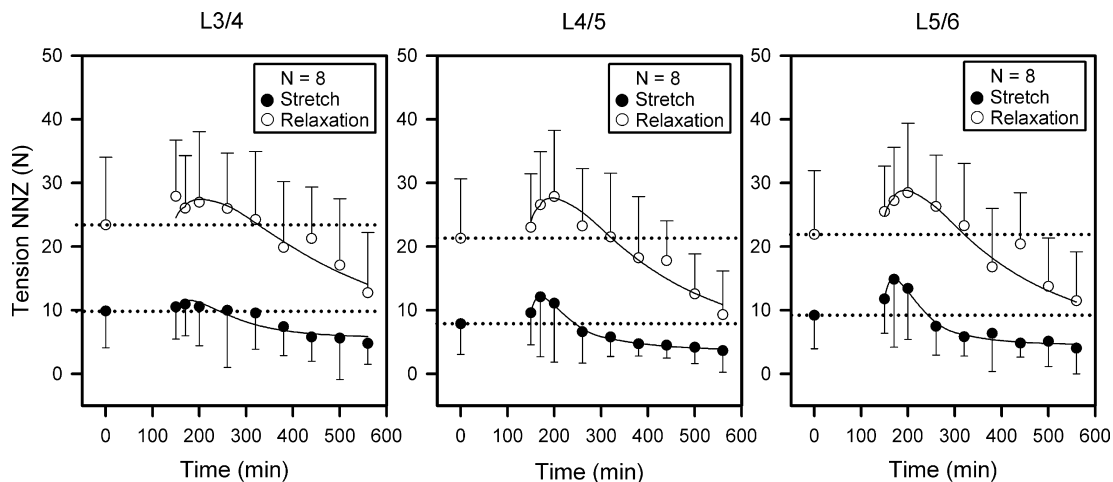 L3/4
L4/5
L5/6
Tension NNZ (N)
50
40
30
20
10
0
N = 8
Stretch
Relaxation
0 100 200 300 400 500 600
Time (min)
50
40
30
20
10
0
N = 8
Stretch
Relaxation
0 100 200 300 400 500 600
Time (min)
50
40
30
20
10
0
N = 8
Stretch
Relaxation
0 100 200 300 400 500 600
Time (min)